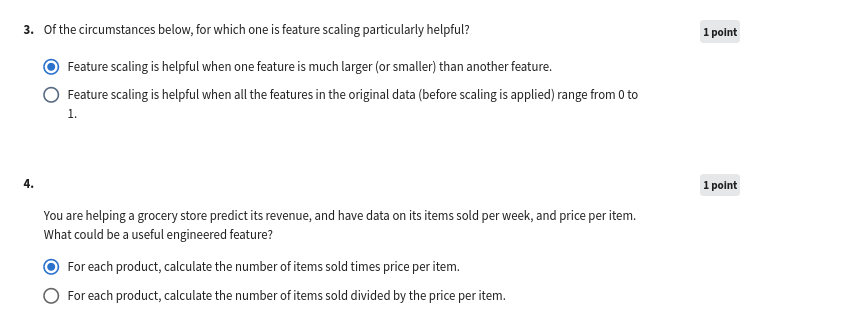 3. Of the circumstances below, for which one is feature scaling particularly helpful?
1 point
Feature scaling is helpful when one feature is much larger (or smaller) than another feature.
Feature scaling is helpful when all the features in the original data (before scaling is applied) range from 0 to
1.
4.
1 point
You are helping a grocery store predict its revenue, and have data on its items sold per week, and price per item.
What could be a useful engineered feature?
For each product, calculate the number of items sold times price per item.
For each product, calculate the number of items sold divided by the price per item.